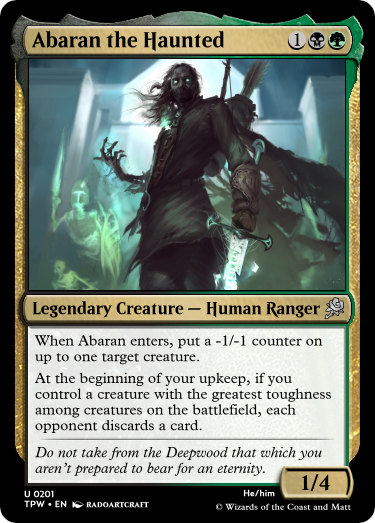 Abaran the Haunted 1
Legendary Creature — Human Ranger
When Abaran enters, put a -1/-1 counter on
up to one target creature.
At the beginning of your upkeep, if you
control a creature with the greatest toughness
among creatures on the battlefield, each
opponent discards a card.
Do not take from the Deepwood that which you
aren't prepared to bear for an eternity.
1/4
U 0201 He/him
TPW • EN RADOARTCRAFT © Wizards of the Coast and Matt